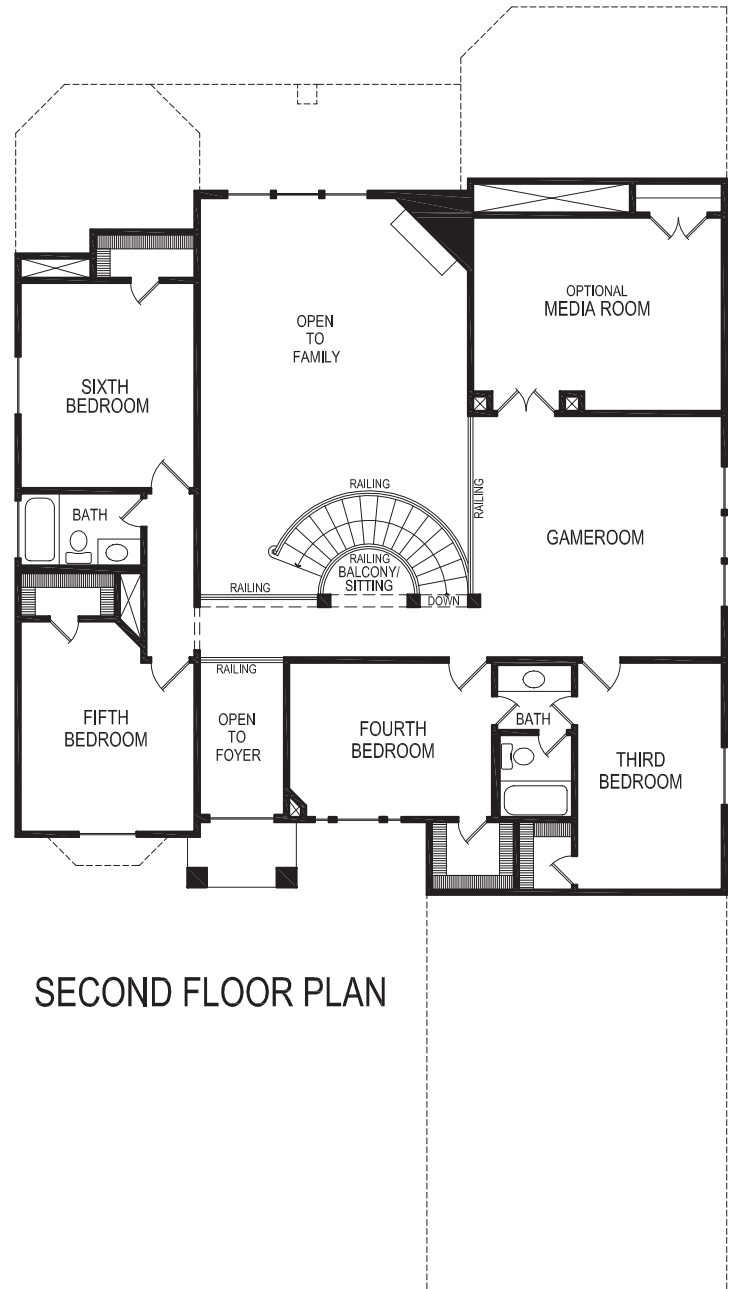 OPTIONAL
MEDIA ROOM
OPEN
TO
FAMILY
SIXTH
BEDROOM
RAILING
RAILING
BATH
GAMEROOM
RAILING
BALCONY/
SITTING
RAILING
DOWN
RAILING
FIFTH
BEDROOM
OPEN
TO
FOYER
FOURTH
BEDROOM
BATH
THIRD
BEDROOM
SECOND FLOOR PLAN